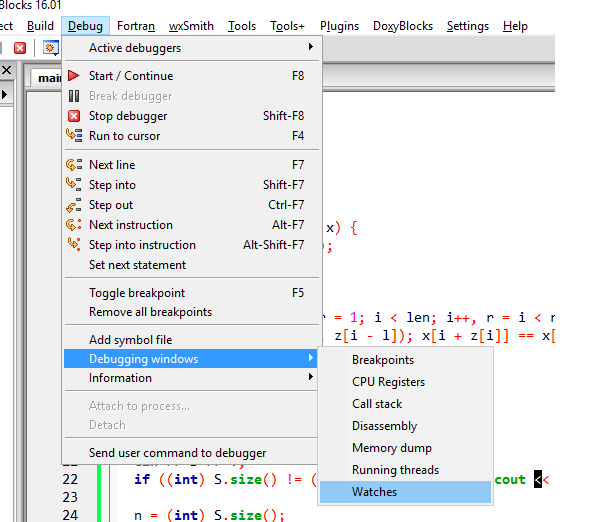 Blocks 16.01
ect Build Debug Fortran wxSmith Tools Tools+ Plugins DoxyBlocks Settings Help
Active debuggers
main
Start / Continue F8
Break debugger
Stop debugger Shift-F8
Run to cursor F4
Next line F7
Step into Shift-F7
Step out Ctrl-F7
Next instruction Alt-F7
x) {
Step into instruction Alt-Shift-F7
);
Set next statement
Toggle breakpoint F5
Remove all breakpoints
r = 1; i < len; i++, r = i < r
z[i - l]); x[i + z[i]] == x[
Add symbol file
Debugging windows
Breakpoints
Information
CPU Registers
Attach to process...
Call stack
Detach
Disassembly
Send user command to debugger
Memory dump
Running threads
22 if ((int) S.size() != ( cout <<
Watches
23
24 n = (int) S.size();